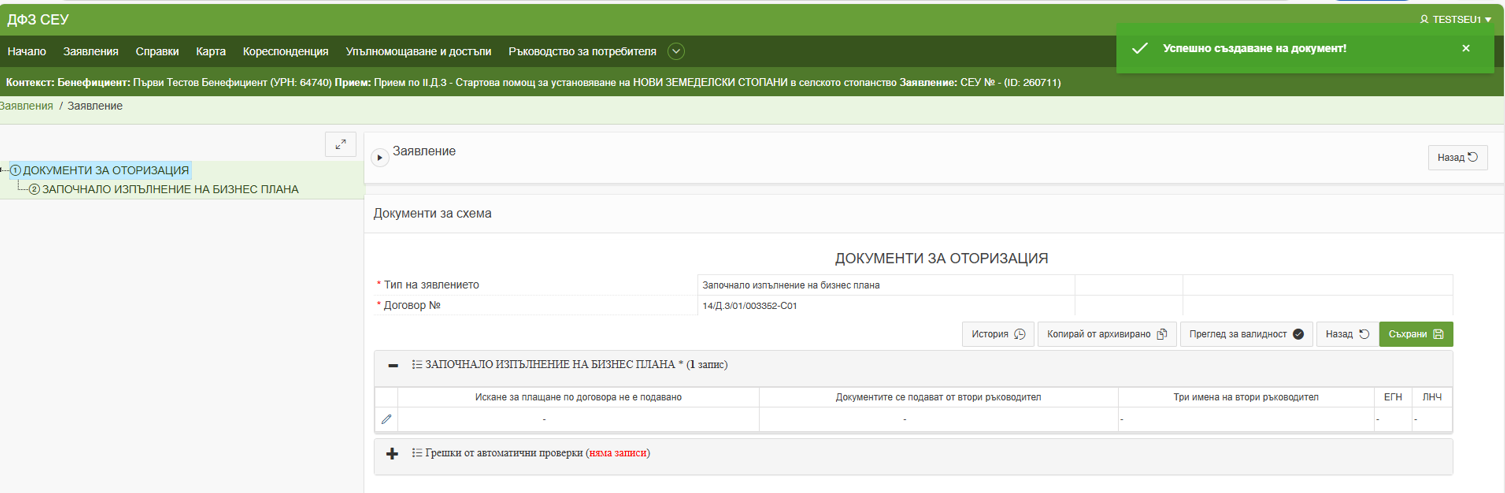 ДФЗ СЕУ
TESTSEU1
Начало Заявления Справки Карта Кореспонденция Упълномощаване и достъпи Ръководство за потребителя
Успешно създаване на документ!
Контекст: Бенефициент: Първи Тестов Бенефициент (УРН: 64740) Прием: Прием по II.Д.3 - Стартова помощ за установяване на НОВИ ЗЕМЕДЕЛСКИ СТОПАНИ в селското стопанство Заявление: СЕУ № - (ID: 260711)
Заявления / Заявление
1 ДОКУМЕНТИ ЗА ОТОРИЗАЦИЯ
2 ЗАПОЧНАЛО ИЗПЪЛНЕНИЕ НА БИЗНЕС ПЛАНА
Заявление
Назад
Документи за схема
ДОКУМЕНТИ ЗА ОТОРИЗАЦИЯ
* Тип на зявлението Започнало изпълнение на бизнес плана
* Договор № 14/Д.3/01/003352-С01
История Копирай от архивирано Преглед за валидност Назад Съхрани
ЗАПОЧНАЛО ИЗПЪЛНЕНИЕ НА БИЗНЕС ПЛАНА * (1 запис)
Искане за плащане по договора не е подавано Документите се подават от втори ръководител Три имена на втори ръководител ЕГН ЛНЧ
- - - - -
Грешки от автоматични проверки (няма записи)